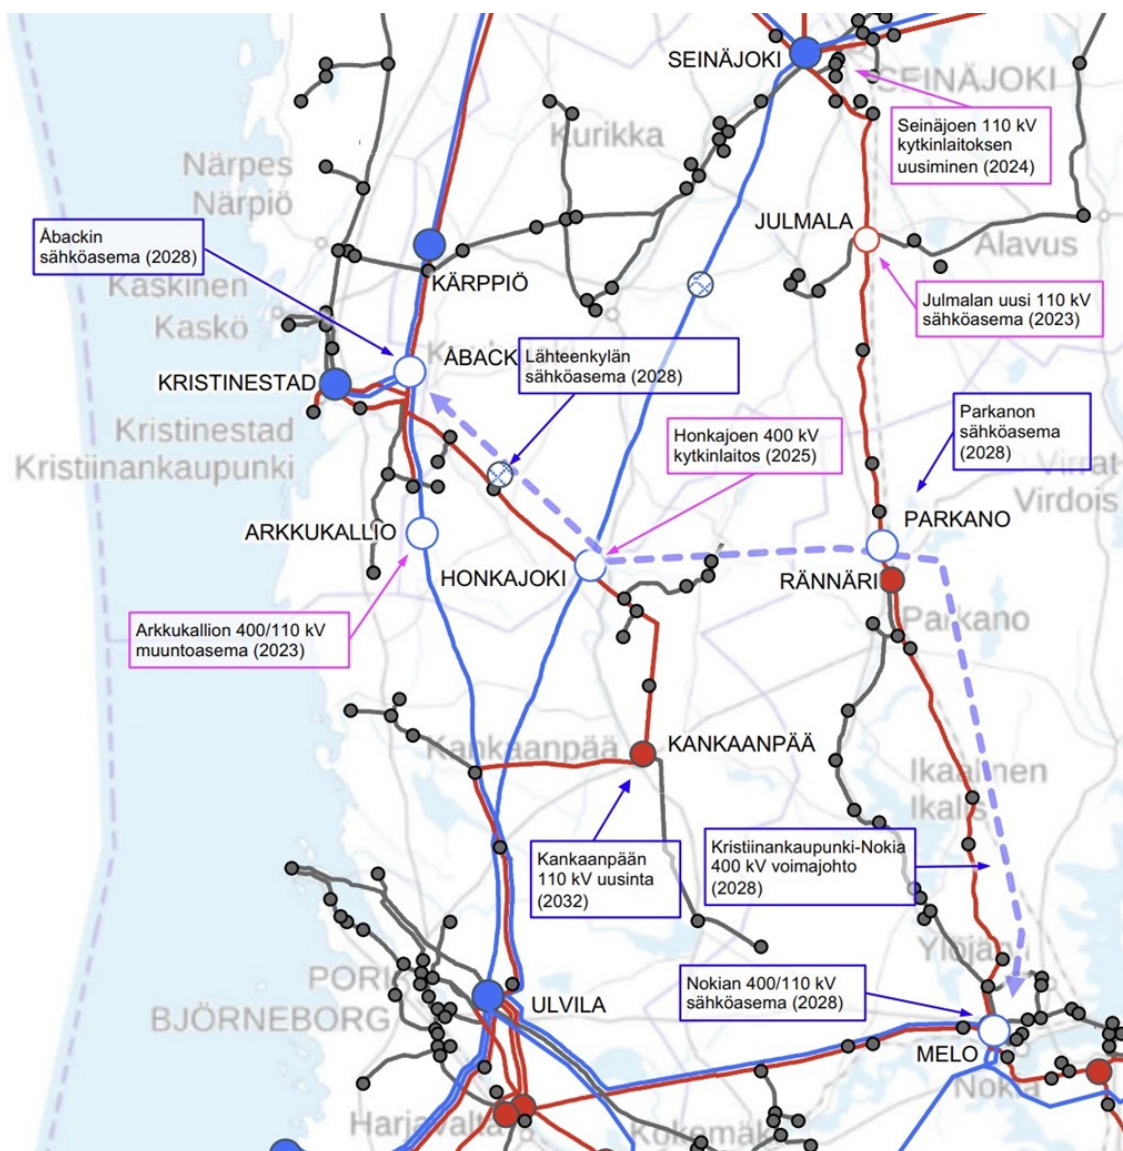 SEINÄJOKI
SEINÄJOKI
Seinäjoen 110 kV
kytkinlaitoksen
uusiminen (2024)
Kurikka
Närpes
Närpiö
JULMALA
Alavus
Åbackin
sähköasema (2028)
KÄRPPIÖ
Kaskinen
Kaskö
Julmalan uusi 110 kV
sähköasema (2023)
ÅBACK
Lähteenkylän
sähköasema (2028)
KRISTINESTAD
Kristinestad
Kristiinankaupunki
Honkajoen 400 kV
kytkinlaitos (2025)
Parkanon
sähköasema
(2028)
Virrat
Virdois
ARKKUKALLIO
PARKANO
HONKAJOKI
RÄNNÄRI
Parkano
Arkkukallion 400/110 kV
muuntoasema (2023)
Kankaanpää
KANKAANPÄÄ
Ikaalinen
Ikalis
Kankaanpään
110 kV uusinta
(2032)
Kristiinankaupunki-Nokia
400 kV voimajohto
(2028)
PORI
BJÖRNEBORG
ULVILA
Nokian 400/110 kV
sähköasema (2028)
MELO
Nokia
Harjavalta